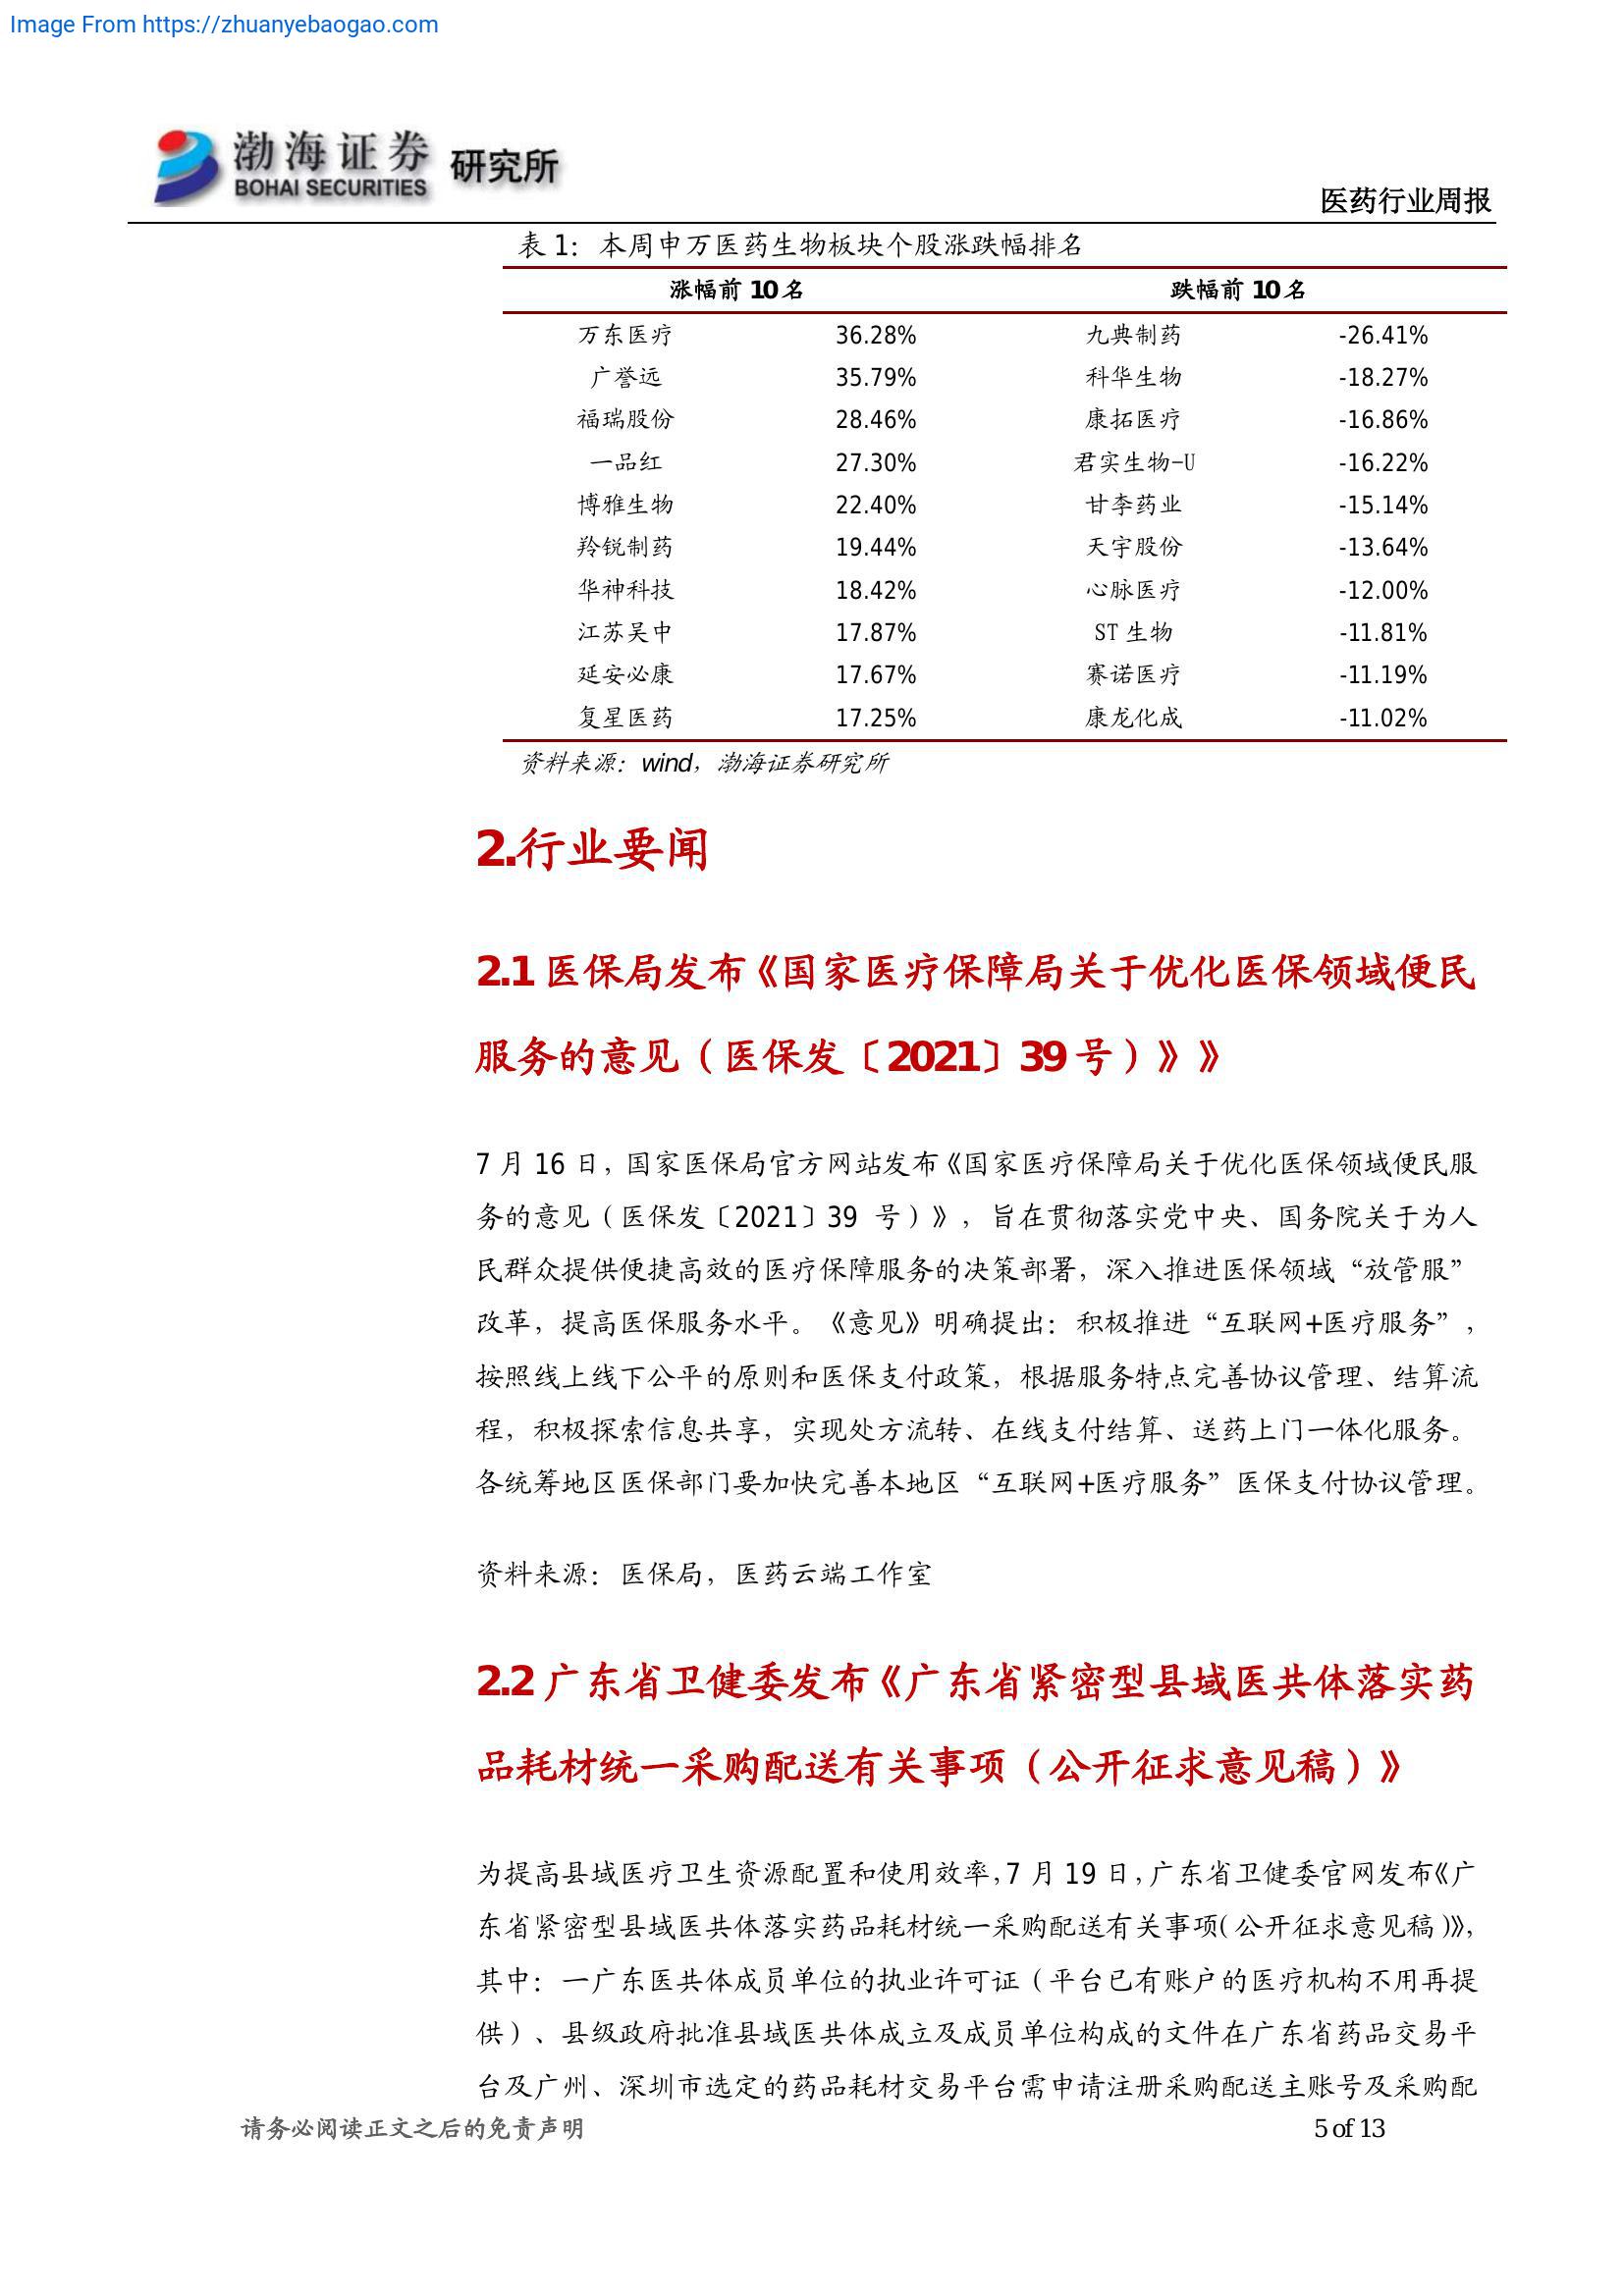 Image From https://zhuanyebaogao.com
渤海证券 研究所
BOHAI SECURITIES
医药行业周报
表 1：本周申万医药生物板块个股涨跌幅排名
涨幅前 10 名 跌幅前 10 名
万东医疗 36.28% 九典制药 -26.41%
广誉远 35.79% 科华生物 -18.27%
福瑞股份 28.46% 康拓医疗 -16.86%
一品红 27.30% 君实生物-U -16.22%
博雅生物 22.40% 甘李药业 -15.14%
羚锐制药 19.44% 天宇股份 -13.64%
华神科技 18.42% 心脉医疗 -12.00%
江苏吴中 17.87% ST 生物 -11.81%
延安必康 17.67% 赛诺医疗 -11.19%
复星医药 17.25% 康龙化成 -11.02%
资料来源：wind，渤海证券研究所
2.行业要闻
2.1 医保局发布《国家医疗保障局关于优化医保领域便民
服务的意见（医保发〔2021〕39 号）》》
7 月 16 日，国家医保局官方网站发布《国家医疗保障局关于优化医保领域便民服
务的意见（医保发〔2021〕39 号）》，旨在贯彻落实党中央、国务院关于为人
民群众提供便捷高效的医疗保障服务的决策部署，深入推进医保领域“放管服”
改革，提高医保服务水平。《意见》明确提出：积极推进“互联网+医疗服务”，
按照线上线下公平的原则和医保支付政策，根据服务特点完善协议管理、结算流
程，积极探索信息共享，实现处方流转、在线支付结算、送药上门一体化服务。
各统筹地区医保部门要加快完善本地区“互联网+医疗服务”医保支付协议管理。
资料来源：医保局，医药云端工作室
2.2 广东省卫健委发布《广东省紧密型县域医共体落实药
品耗材统一采购配送有关事项（公开征求意见稿）》
为提高县域医疗卫生资源配置和使用效率，7 月 19 日，广东省卫健委官网发布《广
东省紧密型县域医共体落实药品耗材统一采购配送有关事项（公开征求意见稿）》，
其中：一广东医共体成员单位的执业许可证（平台已有账户的医疗机构不用再提
供）、县级政府批准县域医共体成立及成员单位构成的文件在广东省药品交易平
台及广州、深圳市选定的药品耗材交易平台需申请注册采购配送主账号及采购配
请务必阅读正文之后的免责声明 5 of 13